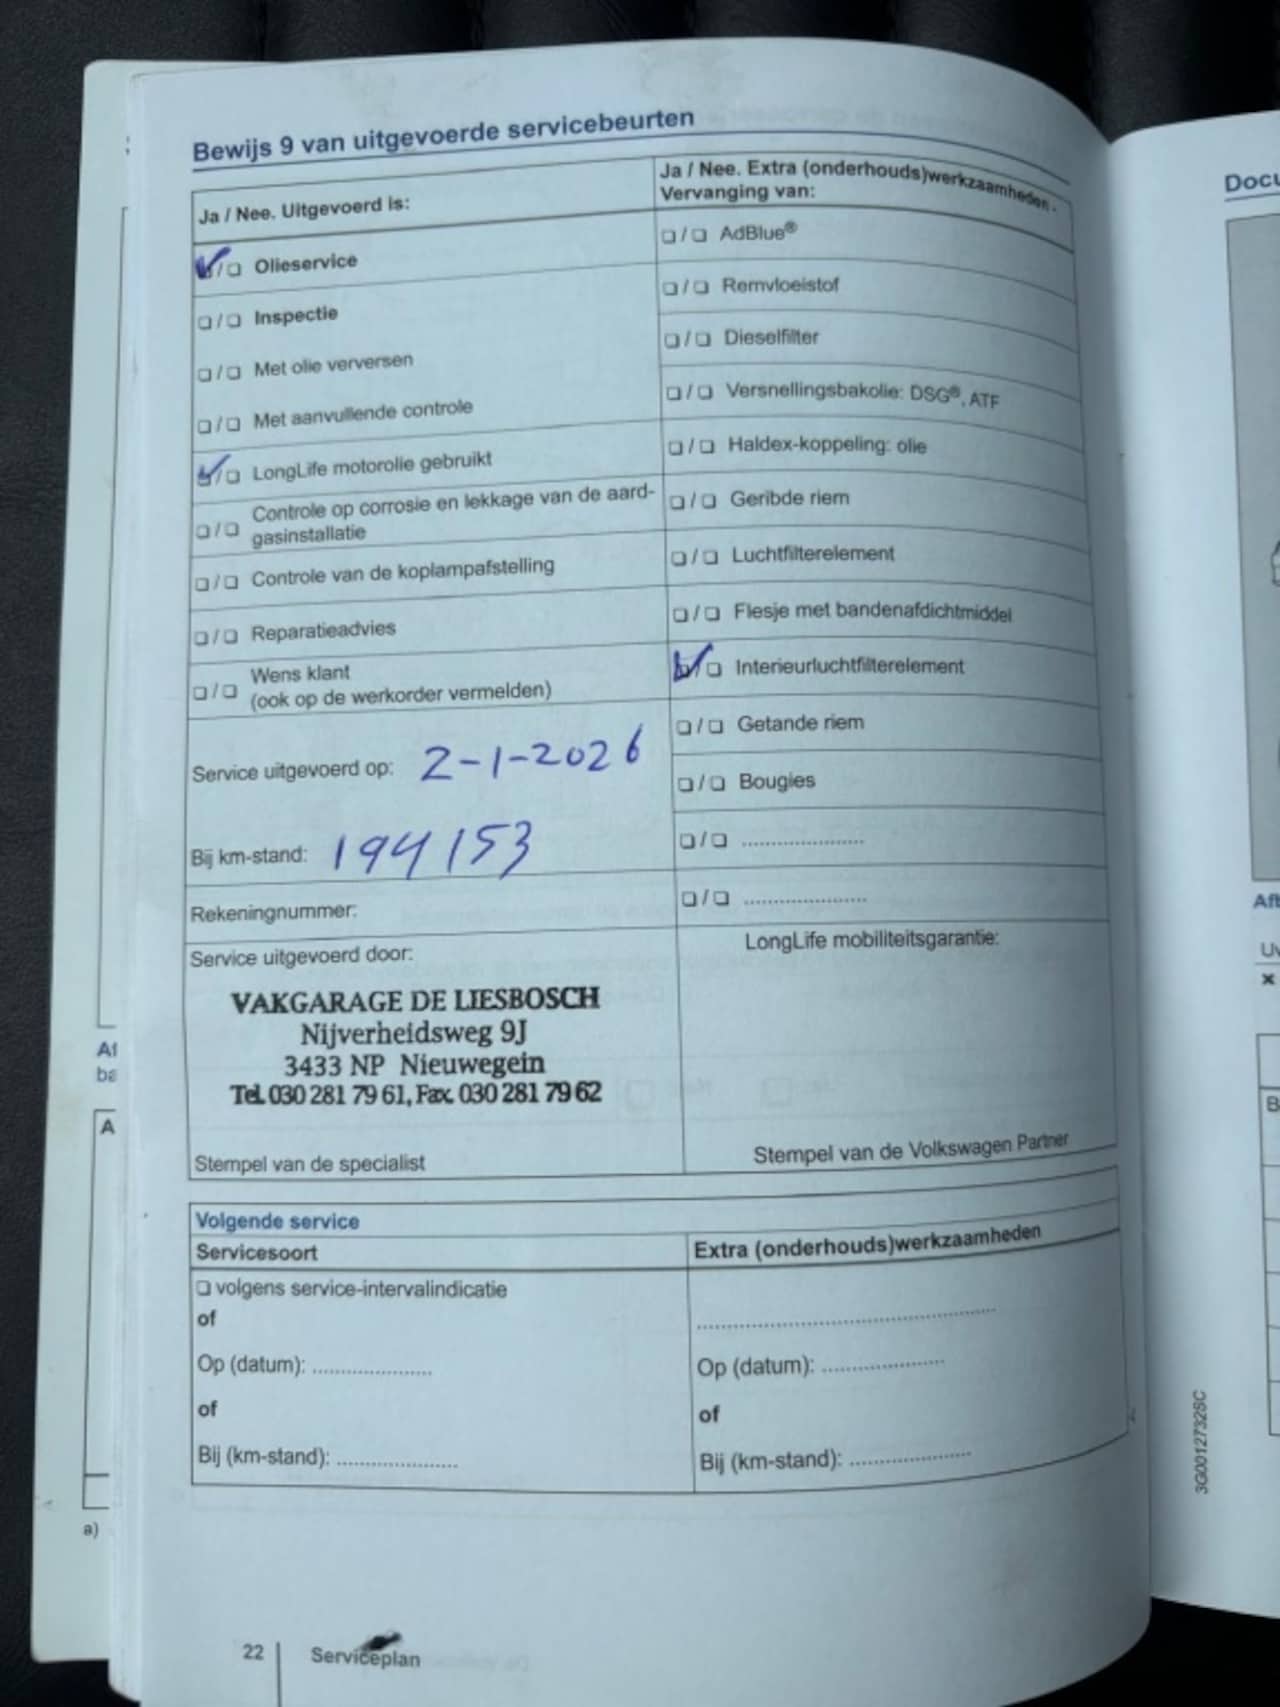 Bewijs 9 van uitgevoerde servicebeurten
Ja / Nee. Uitgevoerd is:
❏/❏ Olieservice
❏/❏ Inspectie
❏/❏ Met olie verversen
❏/❏ Met aanvullende controle
❏/❏ LongLife motorolie gebruikt
❏/❏ Controle op corrosie en lekkage van de aard-
gasinstallatie
❏/❏ Controle van de koplampafstelling
❏/❏ Reparatieadvies
❏/❏ Wens klant
(ook op de werkorder vermelden)
Service uitgevoerd op: 2-1-2026
Bij km-stand: 194153
Rekeningnummer:
Service uitgevoerd door:
VAKGARAGE DE LIESBOSCH
Nijverheidsweg 9J
3433 NP Nieuwegein
Tel. 030 281 79 61, Fax. 030 281 79 62
Stempel van de specialist
Ja / Nee. Extra (onderhouds)werkzaamheden -
Vervanging van:
❏/❏ AdBlue®
❏/❏ Remvloeistof
❏/❏ Dieselfilter
❏/❏ Versnellingsbakolie: DSG®, ATF
❏/❏ Haldex-koppeling: olie
❏/❏ Geribde riem
❏/❏ Luchtfilterelement
❏/❏ Flesje met bandenafdichtmiddel
❏/❏ Interieurluchtfilterelement
❏/❏ Getande riem
❏/❏ Bougies
❏/❏ ......................
❏/❏ ......................
LongLife mobiliteitsgarantie:
Stempel van de Volkswagen Partner
Volgende service
Servicesoort
❏ volgens service-intervalindicatie
of
Op (datum): .....................
of
Bij (km-stand): .....................
Extra (onderhouds)werkzaamheden
.....................................................
Op (datum): .....................
of
Bij (km-stand): .....................
22
Serviceplan
a)
A
3G0012732SC